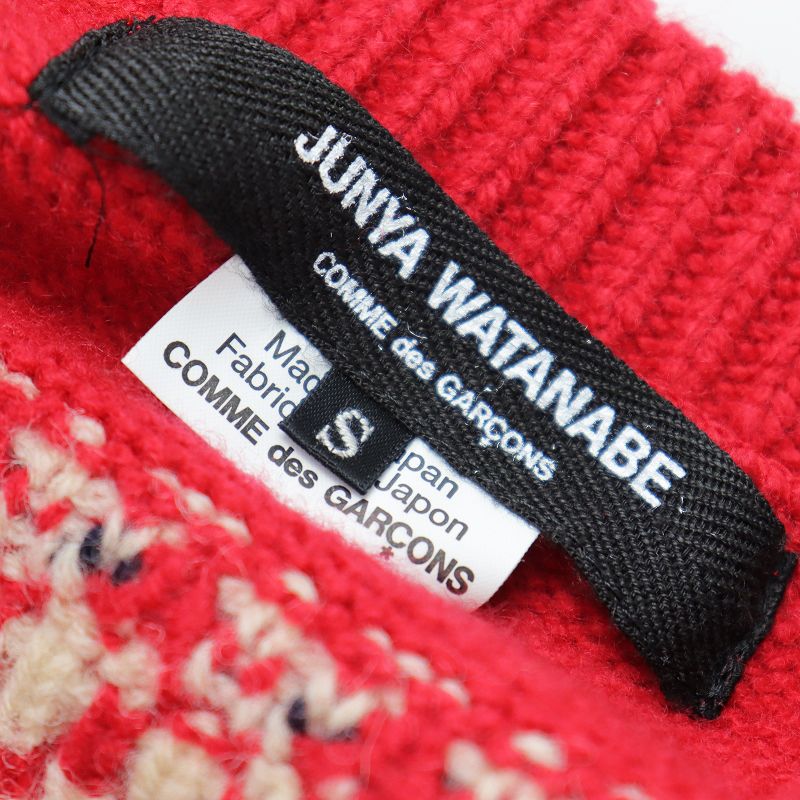 JUNYA WATANABE
COMME des GARÇONS
S
COMME des GARÇONS
*